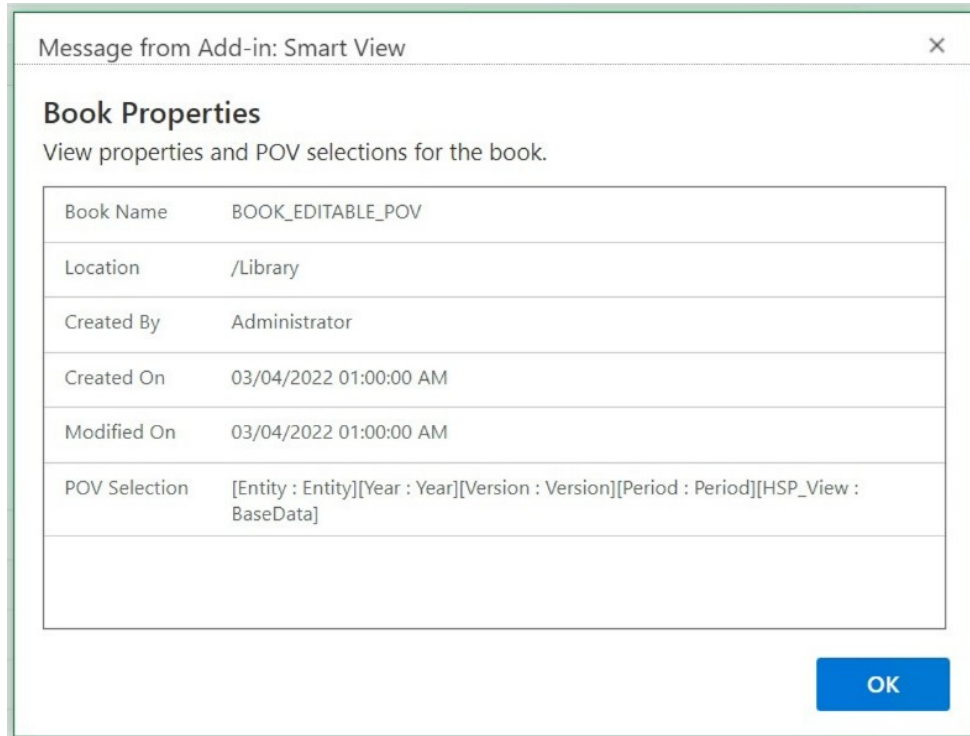 Message from Add-in: Smart View
Book Properties
View properties and POV selections for the book.
Book Name BOOK_EDITABLE_POV
Location /Library
Created By Administrator
Created On 03/04/2022 01:00:00 AM
Modified On 03/04/2022 01:00:00 AM
POV Selection [Entity : Entity][Year : Year][Version : Version][Period : Period][HSP_View :
BaseData]
OK